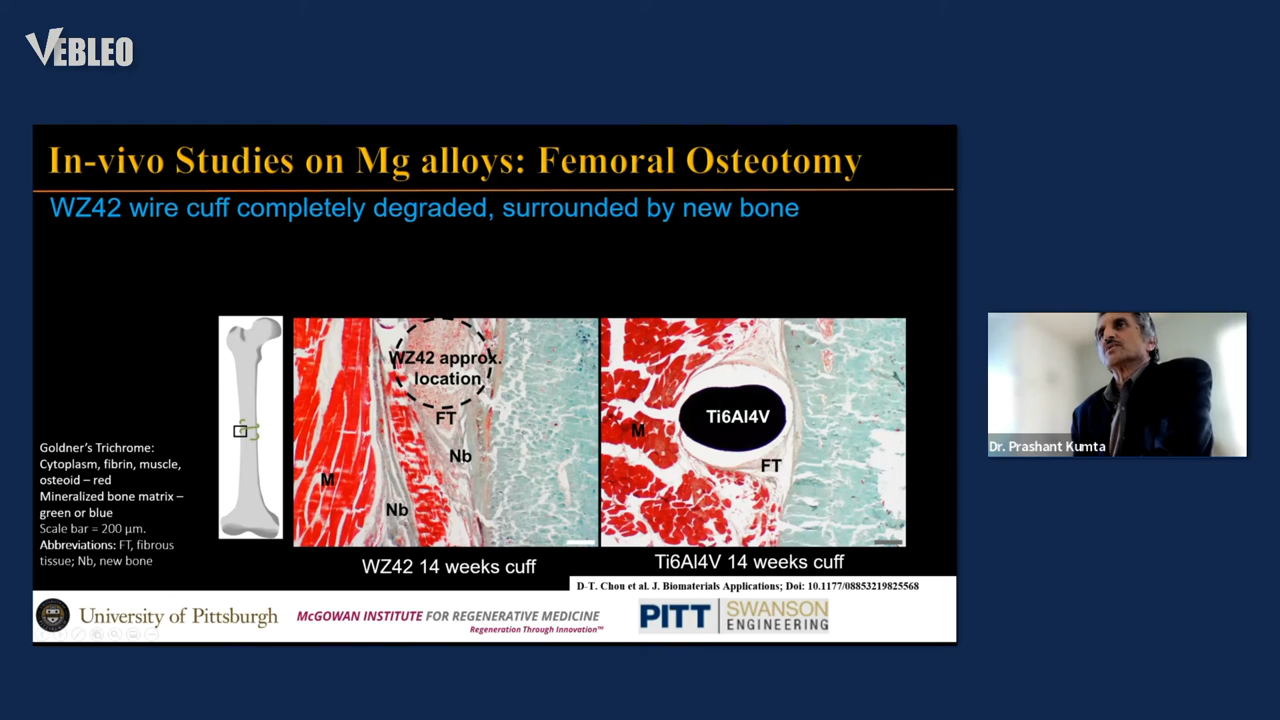 VEBLEO
In-vivo Studies on Mg alloys: Femoral Osteotomy
WZ42 wire cuff completely degraded, surrounded by new bone
WZ42 approx.
location
FT
Nb
M
Nb
Ti6Al4V
M
FT
Goldner's Trichrome:
Cytoplasm, fibrin, muscle,
osteoid – red
Mineralized bone matrix –
green or blue
Scale bar = 200 µm.
Abbreviations: FT, fibrous
tissue; Nb, new bone
WZ42 14 weeks cuff
Ti6Al4V 14 weeks cuff
D-T. Chou et al. J. Biomaterials Applications; Doi: 10.1177/08853219825568
University of Pittsburgh
McGOWAN INSTITUTE FOR REGENERATIVE MEDICINE
Regeneration Through Innovation™
PITT SWANSON
ENGINEERING
Dr. Prashant Kumta